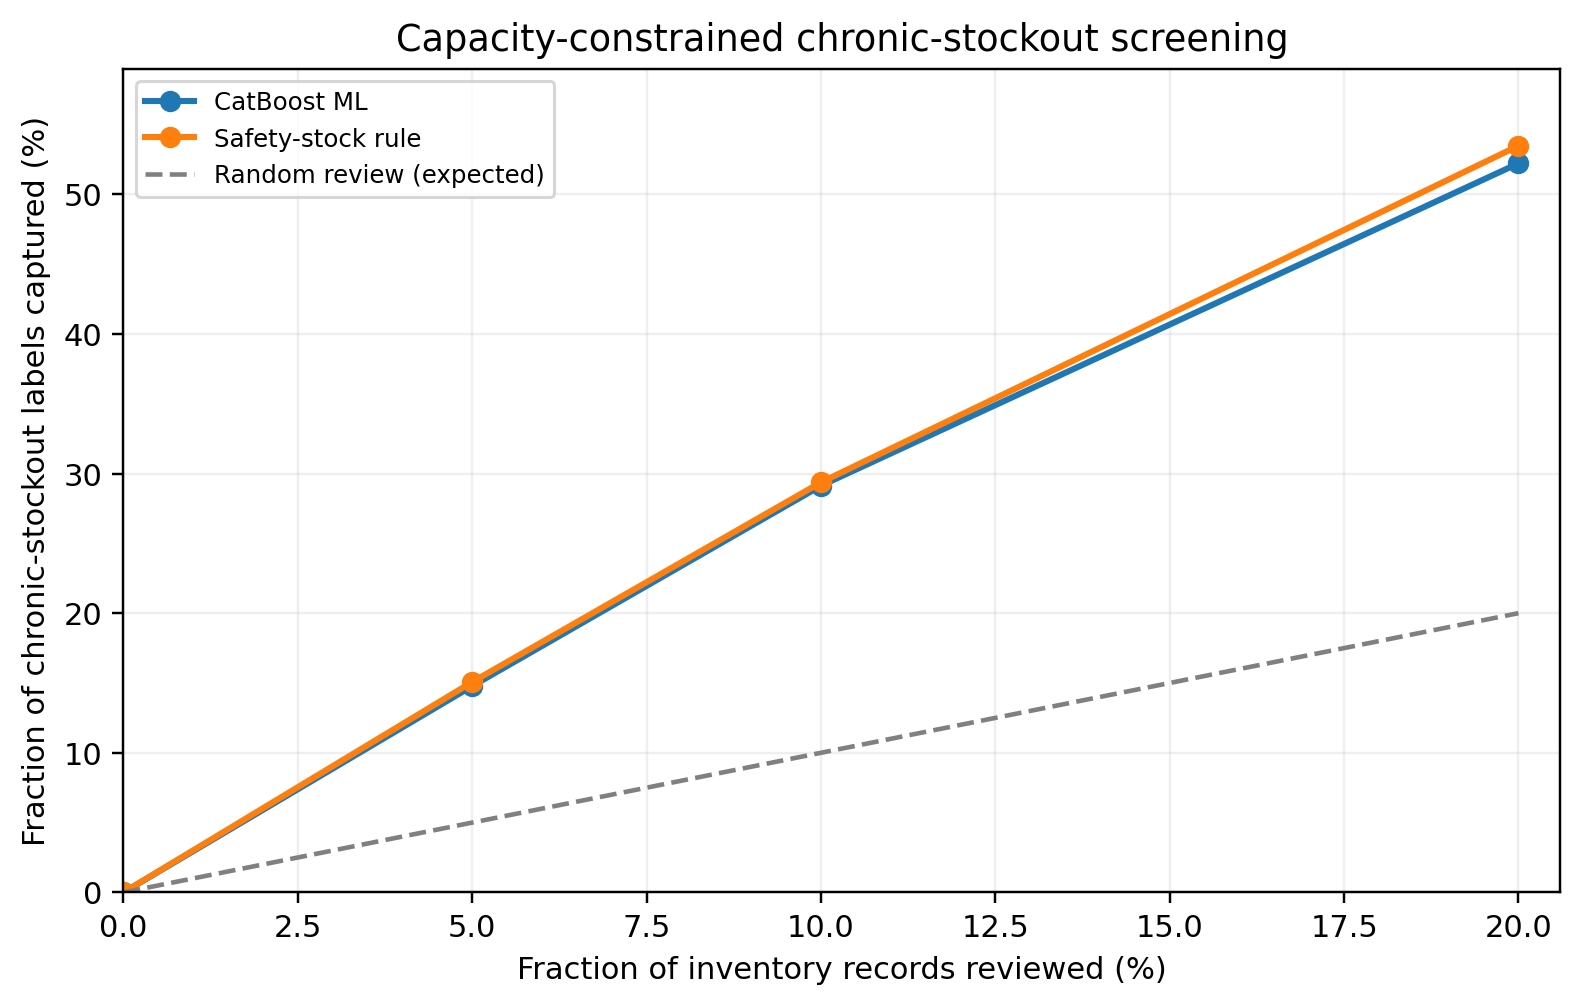 Capacity-constrained chronic-stockout screening
CatBoost ML
Safety-stock rule
Random review (expected)
Fraction of chronic-stockout labels captured (%)
50
40
30
20
10
0
0.0 2.5 5.0 7.5 10.0 12.5 15.0 17.5 20.0
Fraction of inventory records reviewed (%)